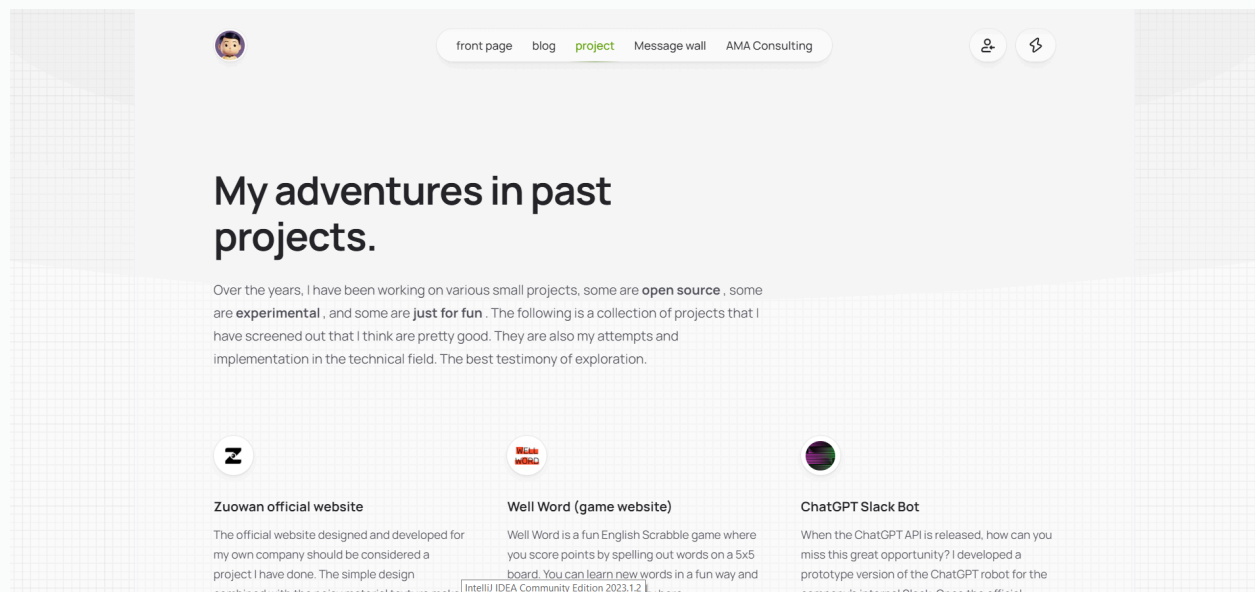 front page blog project Message wall AMA Consulting
My adventures in past
projects.
Over the years, I have been working on various small projects, some are open source , some
are experimental , and some are just for fun . The following is a collection of projects that I
have screened out that I think are pretty good. They are also my attempts and
implementation in the technical field. The best testimony of exploration.
WELL
WORD
Zuowan official website
The official website designed and developed for
my own company should be considered a
project I have done. The simple design
Well Word (game website)
Well Word is a fun English Scrabble game where
you score points by spelling out words on a 5x5
board. You can learn new words in a fun way and
ChatGPT Slack Bot
When the ChatGPT API is released, how can you
miss this great opportunity? I developed a
prototype version of the ChatGPT robot for the
IntelliJ IDEA Community Edition 2023.1.2